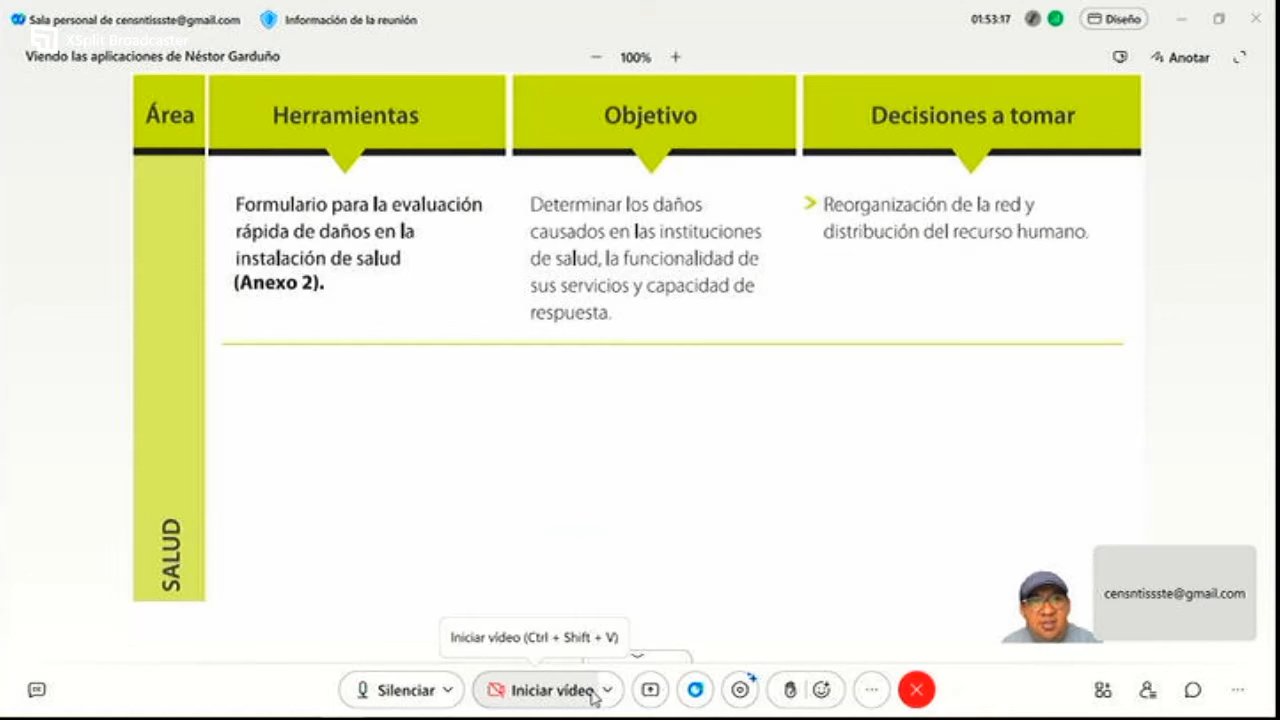 Sala personal de censntissste@gmail.com
Información de la reunión
01:53:17
Diseño
XSplit Broadcaster
Viendo las aplicaciones de Néstor Garduño
100%
Anotar
Área
Herramientas
Objetivo
Decisiones a tomar
Formulario para la evaluación
rápida de daños en la
instalación de salud
(Anexo 2).
Determinar los daños
causados en las instituciones
de salud, la funcionalidad de
sus servicios y capacidad de
respuesta.
Reorganización de la red y
distribución del recurso humano.
SALUD
censntissste@gmail.com
Iniciar vídeo (Ctrl + Shift + V)
Silenciar
Iniciar vídeo